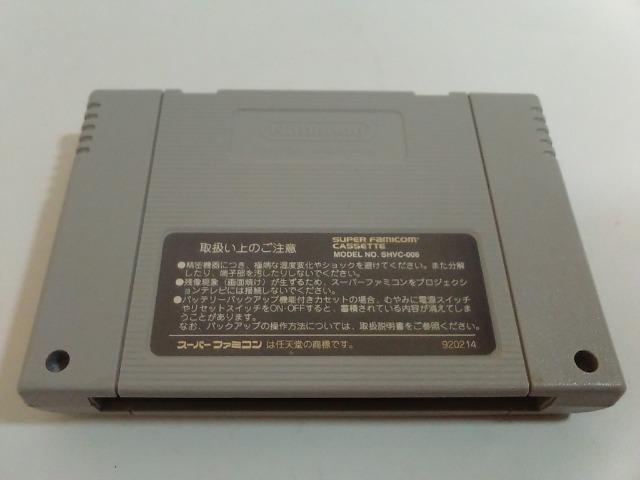 Nintendo
取扱い上のご注意
SUPER FAMICOM
CASSETTE
MODEL NO. SHVC-006
●精密機器につき、極端な温度変化やショックを避けてください。また分解
したり、端子部を汚したりしないでください。
●残像現象（画面焼け）が生ずるため、スーパーファミコンをプロジェクショ
ンテレビには接続しないでください。
●バッテリーバックアップ機能付きカセットの場合、むやみに電源スイッチ
やリセットスイッチをON・OFFすると、蓄積されている内容が消えてしま
うことがあります。
なお、バックアップの操作方法については、取扱説明書をご参照ください。
スーパーファミコン は任天堂の商標です。
920214